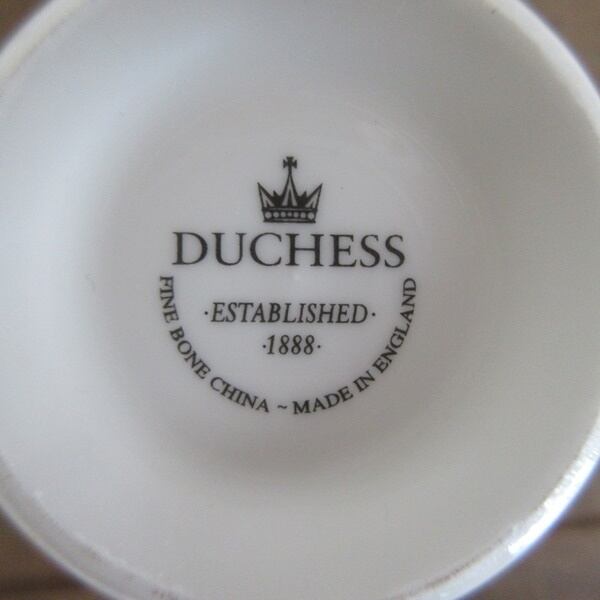 DUCHESS
·ESTABLISHED·
·1888·
FINE BONE CHINA ~ MADE IN ENGLAND